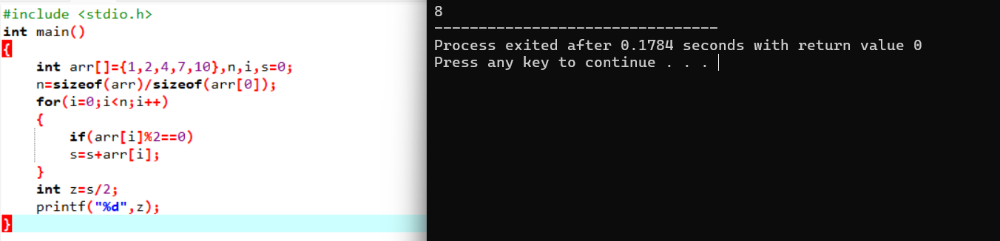 #include <stdio.h>
int main()
{
    int arr[]={1,2,4,7,10},n,i,s=0;
    n=sizeof(arr)/sizeof(arr[0]);
    for(i=0;i<n;i++)
    {
        if(arr[i]%2==0)
        s=s+arr[i];
    }
    int z=s/2;
    printf("%d",z);
}
8
--------------------------------
Process exited after 0.1784 seconds with return value 0
Press any key to continue . . .